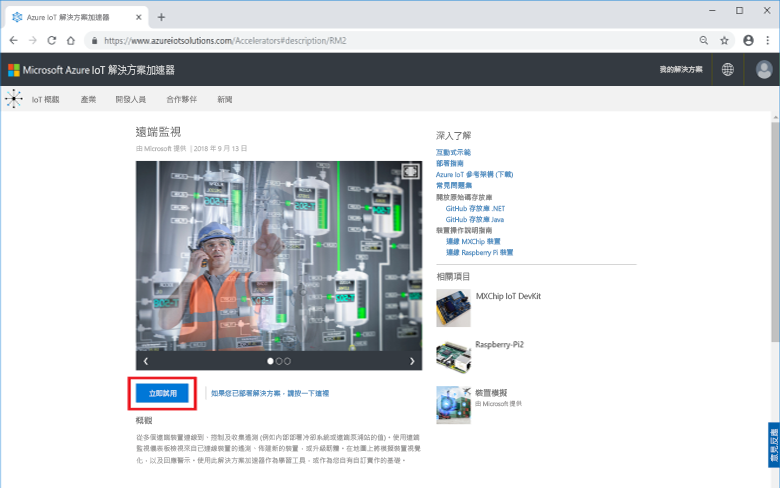 Azure IoT 解決方案加速器
https://www.azureiotsolutions.com/Accelerators#description/RM2
Microsoft Azure IoT 解決方案加速器
我的解決方案
IoT 概觀
產業
開發人員
合作夥伴
新聞
遠端監視
由 Microsoft 提供 | 2018 年 9 月 13 日
立即試用
如果您已部署解決方案，請按一下這裡
概觀
從多個遠端裝置連線到、控制及收集遙測 (例如內部部署冷卻系統或遠端泵浦站的值)。使用遠端
監視儀表板檢視來自已連線裝置的遙測、佈建新的裝置、或升級韌體。在地圖上將模擬裝置視覺
化，以及回應警示。使用此解決方案加速器作為學習工具，或作為您自有自訂實作的基礎。
深入了解
互動式示範
部署指南
Azure IoT 參考架構 (下載)
常見問題集
開放原始碼存放庫
GitHub 存放庫 .NET
GitHub 存放庫 Java
裝置操作說明指南
連線 MXChip 裝置
連線 Raspberry Pi 裝置
相關項目
MXChip IoT DevKit
Raspberry-Pi2
裝置模擬
由 Microsoft 提供
意見反應